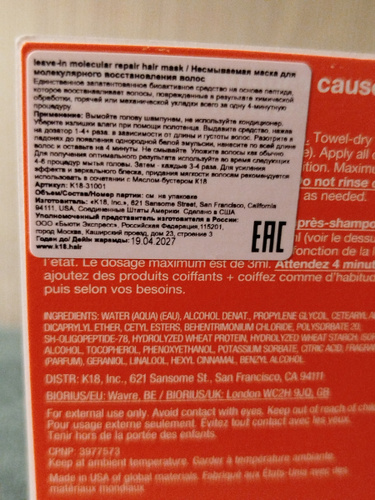 leave-in molecular repair hair mask / Несмываемая маска для
молекулярного восстановления волос
Единственное запатентованное биоактивное средство на основе пептида,
которое восстанавливает волосы, поврежденные в результате химической
обработки, горячей или механической укладки всего за одну 4-минутную
процедуру.
Применение: Вымойте голову шампунем, не используйте кондиционер.
Уберите излишки влаги при помощи полотенца. Выдавите средство, нажав
на дозатор 1-4+ раза, в зависимости от длины и густоты волос. Разотрите в
ладонях до появления однородной белой эмульсии, нанесите по всей длине
волос и оставьте на 4 минуты. Не смывайте. Уложите волосы как обычно.
Для получения оптимального результата используйте во время следующих
4-6 процедур мытья головы. Затем каждые 3-4 раза. Для усиления
эффекта и зеркального блеска, придания мягкости волосам рекомендуется
использовать в сочетании с Маслом-бустером K18
Артикул: K18-31001
Объем/Состав/Номер партии: см. на упаковке
Изготовитель: «K18, Inc.», 621 Sansome Street, San Francisco, California
94111, USA, Соединенные Штаты Америки. Сделано в США
Уполномоченный представитель изготовителя в России:
ООО «Бьюти Экспресс», Российская Федерация,115201,
город Москва, Каширский проезд, дом 23, строение 3
Годен до/ Дейін жарамды: 19.04.2027
www.k18.hair
EAC
cause
. Towel-dry
). Apply all
Maxim
o not rinse
as needed.
près-shampo
l (voir le dessu
fonction de la l
l'état. Le dosage maximum est de 3ml. Attendez 4 minut
ajoutez des produits coiffants + coiffez comme d'habitud
selon vos besoins.
INGREDIENTS: WATER (AQUA) (EAU), ALCOHOL DENAT., PROPYLENE GLYCOL, CETEARYL A
DICAPRYLYL ETHER, CETYL ESTERS, BEHENTRIMONIUM CHLORIDE, POLYSORBATE 20,
SH-OLIGOPEPTIDE-78, HYDROLYZED WHEAT PROTEIN, HYDROLYZED WHEAT STARCH,
ALCOHOL, TOCOPHEROL, PHENOXYETHANOL, POTASSIUM SORBATE, CITRIC ACID, FRAGRA
(PARFUM), GERANIOL, LINALOOL, HEXYL CINNAMAL, BENZYL ALCOHOL
DISTR: K18, Inc., 621 Sansome St., San Francisco, CA 94111
BIORIUS/EU: Wavre, BE / BIORIUS/UK: London WC2H 9JQ, GB
For external use only. Avoid contact with eyes. Keep out of reach of chi
Pour usage externe seulement. Évitez tout contact avec les yeux.
Tenir hors de la portée des enfants.
CPNP 3977573
Keep at ambient temperature. Garder à température ambiante.
Made in USA of global materials. Fabriqué aux États-Unis avec des
matériaux mondiaux